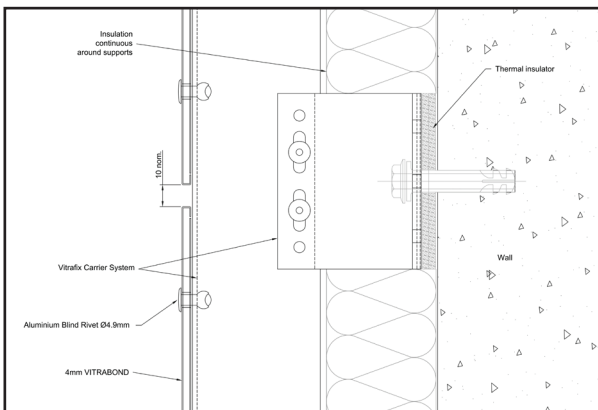 Insulation
continuous
around supports
Thermal insulator
10 nom.
Vitrafix Carrier System
Wall
Aluminium Blind Rivet Ø4.9mm
4mm VITRABOND